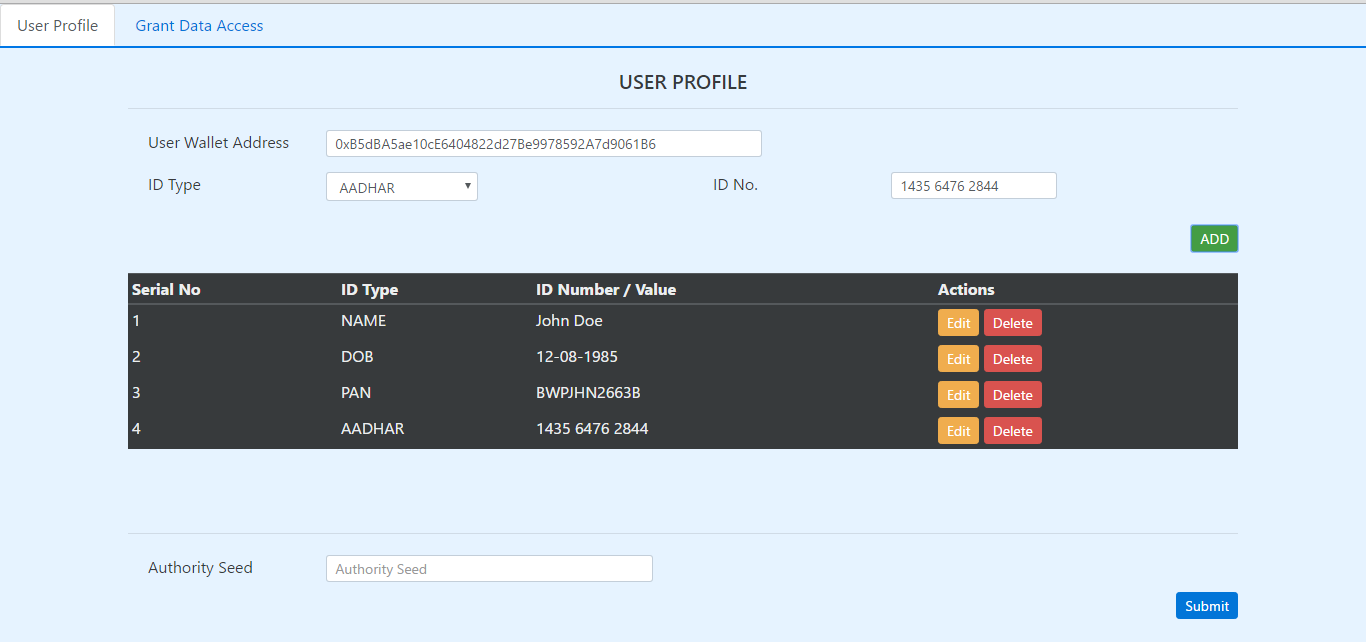 User Profile Grant Data Access
USER PROFILE
User Wallet Address 0xB5dBA5ae10cE6404822d27Be9978592A7d9061B6
ID Type AADHAR ID No. 1435 6476 2844
ADD
Serial No ID Type ID Number / Value Actions
1 NAME John Doe Edit Delete
2 DOB 12-08-1985 Edit Delete
3 PAN BWPJHN2663B Edit Delete
4 AADHAR 1435 6476 2844 Edit Delete
Authority Seed Authority Seed
Submit